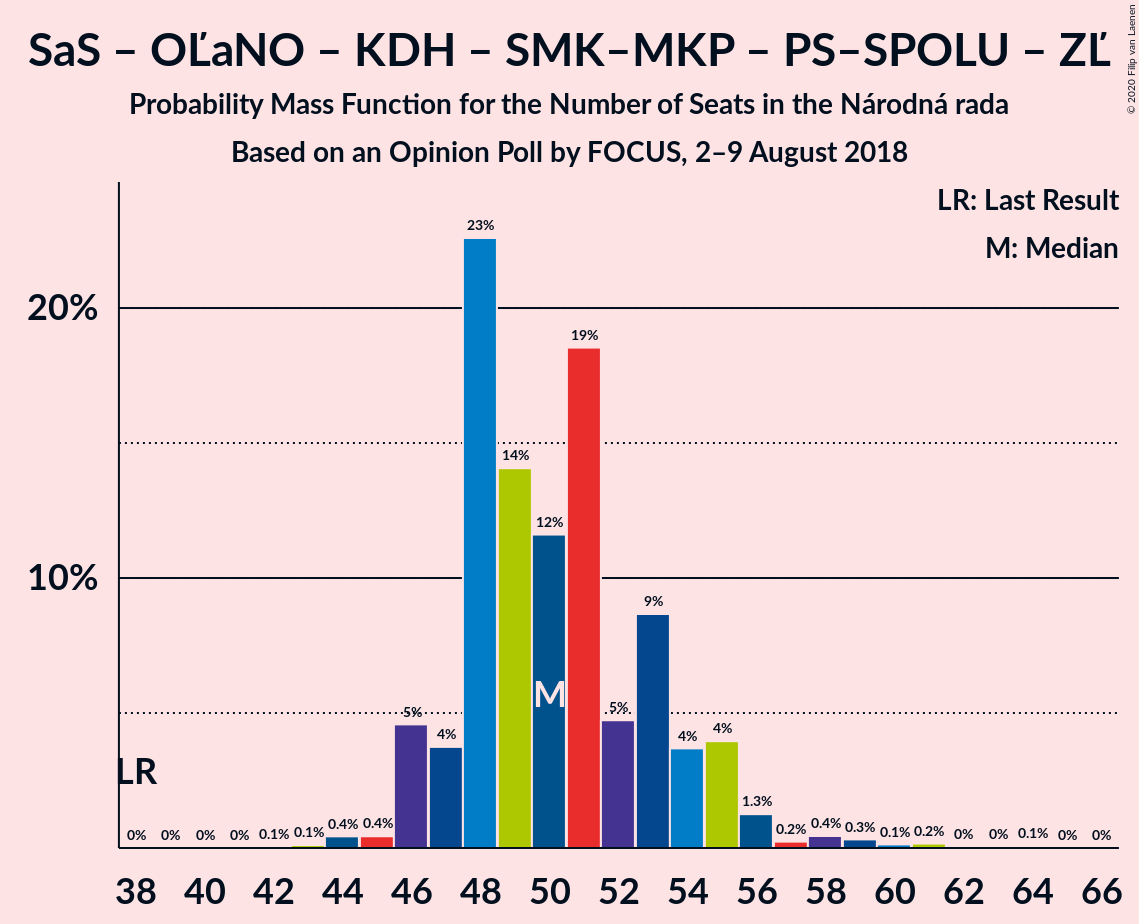 SaS – OĽaNO – KDH – SMK–MKP – PS–SPOLU – ZĽ
Probability Mass Function for the Number of Seats in the Národná rada
Based on an Opinion Poll by FOCUS, 2–9 August 2018
© 2020 Filip van Laenen
LR: Last Result
M: Median
20%
10%
23%
19%
14%
12%
9%
M
5%
5%
4%
4%
4%
LR
1.3%
0% 0% 0% 0% 0.1% 0.1% 0.4% 0.4% 0.2% 0.4% 0.3% 0.1% 0.2% 0% 0% 0.1% 0% 0%
38 40 42 44 46 48 50 52 54 56 58 60 62 64 66